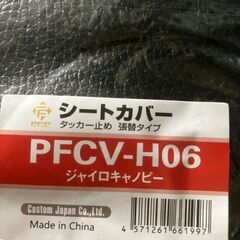 PFP
シートカバー
タッカー止め 張替タイプ
PFCV-H06
ジャイロキャノピー
Custom Japan Co.,Ltd.
Made in China
4 571261 661997